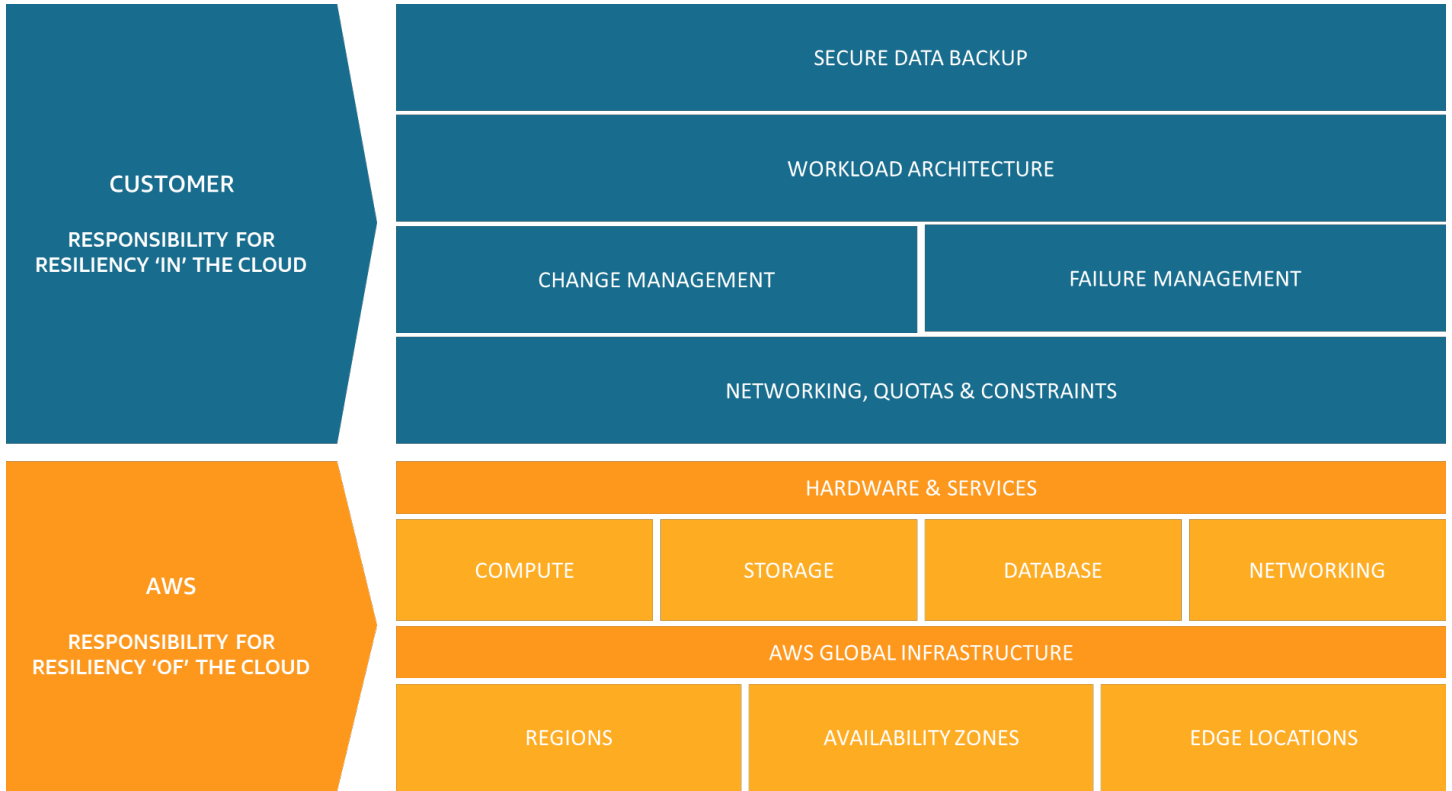 CUSTOMER
RESPONSIBILITY FOR
RESILIENCY ‘IN’ THE CLOUD
SECURE DATA BACKUP
WORKLOAD ARCHITECTURE
CHANGE MANAGEMENT
FAILURE MANAGEMENT
NETWORKING, QUOTAS & CONSTRAINTS
AWS
RESPONSIBILITY FOR
RESILIENCY ‘OF’ THE CLOUD
HARDWARE & SERVICES
COMPUTE
STORAGE
DATABASE
NETWORKING
AWS GLOBAL INFRASTRUCTURE
REGIONS
AVAILABILITY ZONES
EDGE LOCATIONS